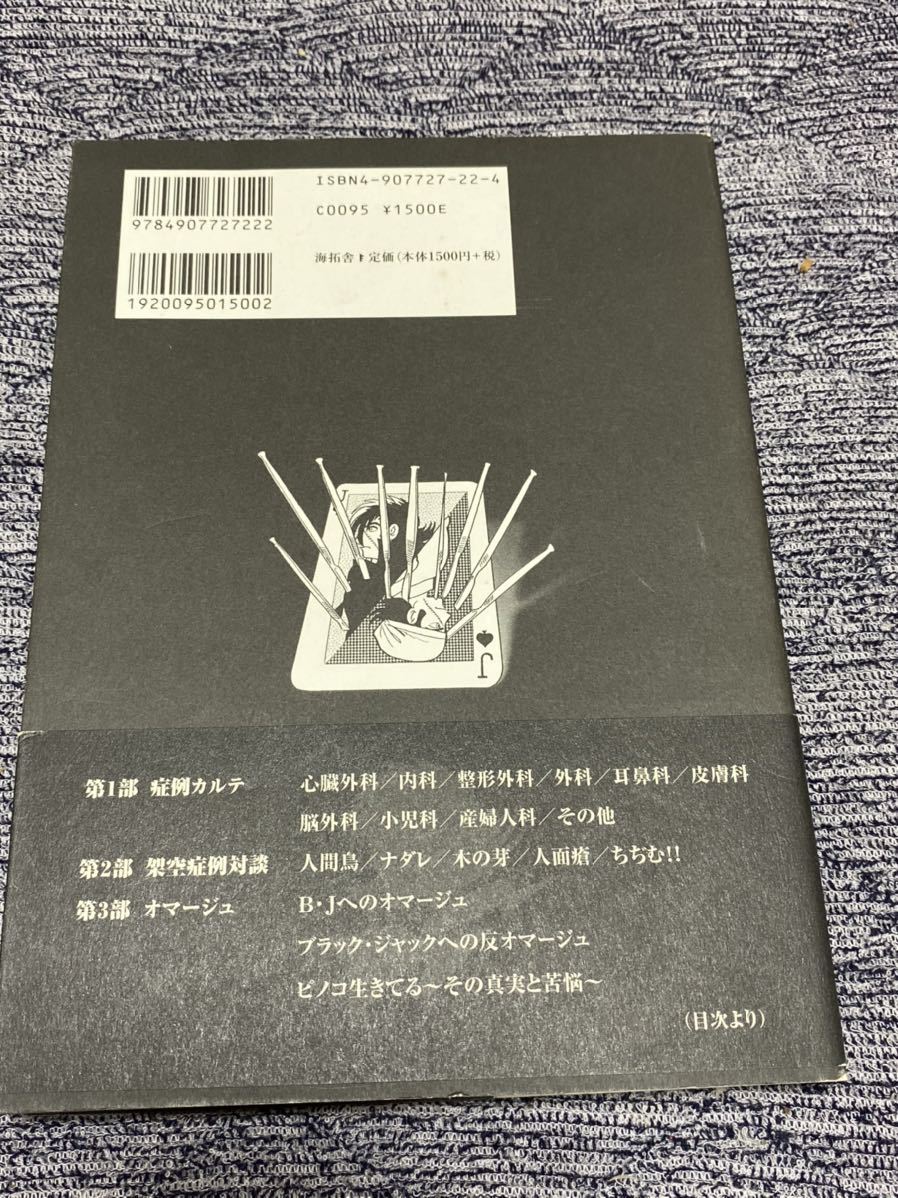 ISBN4-907727-22-4
C0095 ¥1500E
9784907727222
海拓舎 定価(本体1500円+税)
1920095015002
J
J
第1部 症例カルテ 心臓外科/内科/整形外科/外科/耳鼻科/皮膚科
脳外科/小児科/産婦人科/その他
第2部 架空症例対談 人間鳥/ナダレ/木の芽/人面瘡/ちぢむ!!
第3部 オマージュ B・Jへのオマージュ
ブラック・ジャックへの反オマージュ
ピノコ生きてる〜その真実と苦悩〜
(目次より)